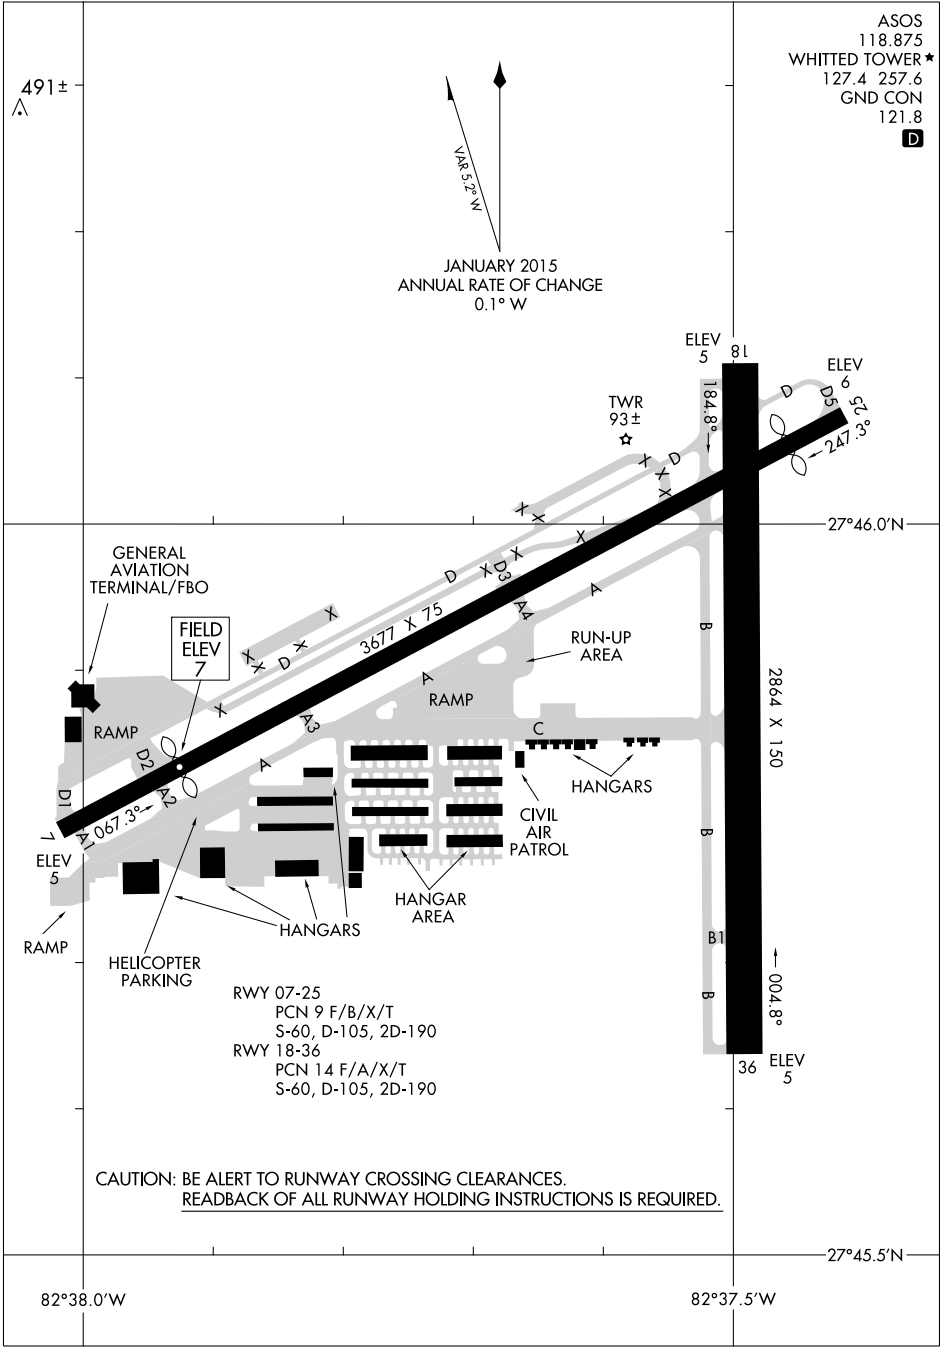 ASOS
118.875
WHITTED TOWER ★
127.4 257.6
GND CON
121.8
D
491±
VAR 5.2° W
JANUARY 2015
ANNUAL RATE OF CHANGE
0.1° W
ELEV
5
18
184.8°
ELEV
6
D
D5
25
247.3°
TWR
93±
X
D
X
X
X
X
27°46.0'N
GENERAL
AVIATION
TERMINAL/FBO
X
X
X
D3
D
A
A4
3677 X 75
FIELD
ELEV
7
X
X
X
X
D
B
RUN-UP
AREA
A
RAMP
2864 X 150
X
RAMP
A3
C
D2
A
HANGARS
D1
A2
067.3°
7
A1
CIVIL
AIR
PATROL
B
ELEV
5
HANGAR
AREA
HANGARS
RAMP
B1
HELICOPTER
PARKING
004.8°
B
RWY 07-25
PCN 9 F/B/X/T
S-60, D-105, 2D-190
RWY 18-36
PCN 14 F/A/X/T
S-60, D-105, 2D-190
36
ELEV
5
CAUTION: BE ALERT TO RUNWAY CROSSING CLEARANCES.
READBACK OF ALL RUNWAY HOLDING INSTRUCTIONS IS REQUIRED.
27°45.5'N
82°38.0'W
82°37.5'W